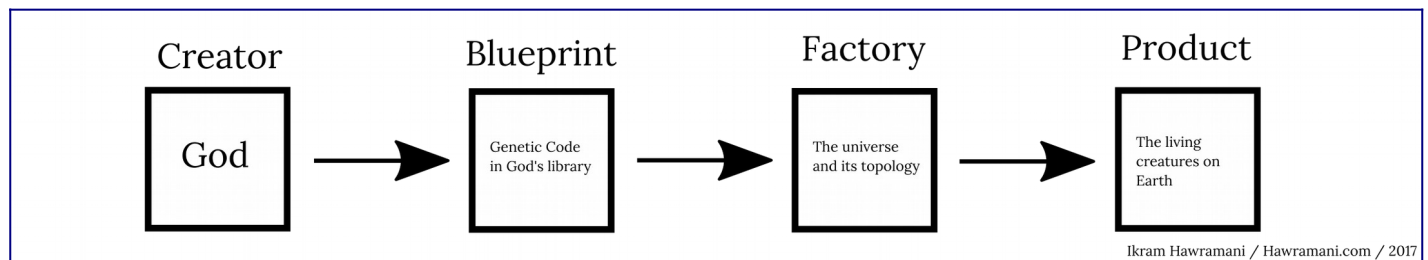 Creator
Blueprint
Factory
Product
God
Genetic Code
in God's library
The universe
and its topology
The living
creatures on
Earth
Ikram Hawramani / Hawramani.com / 2017